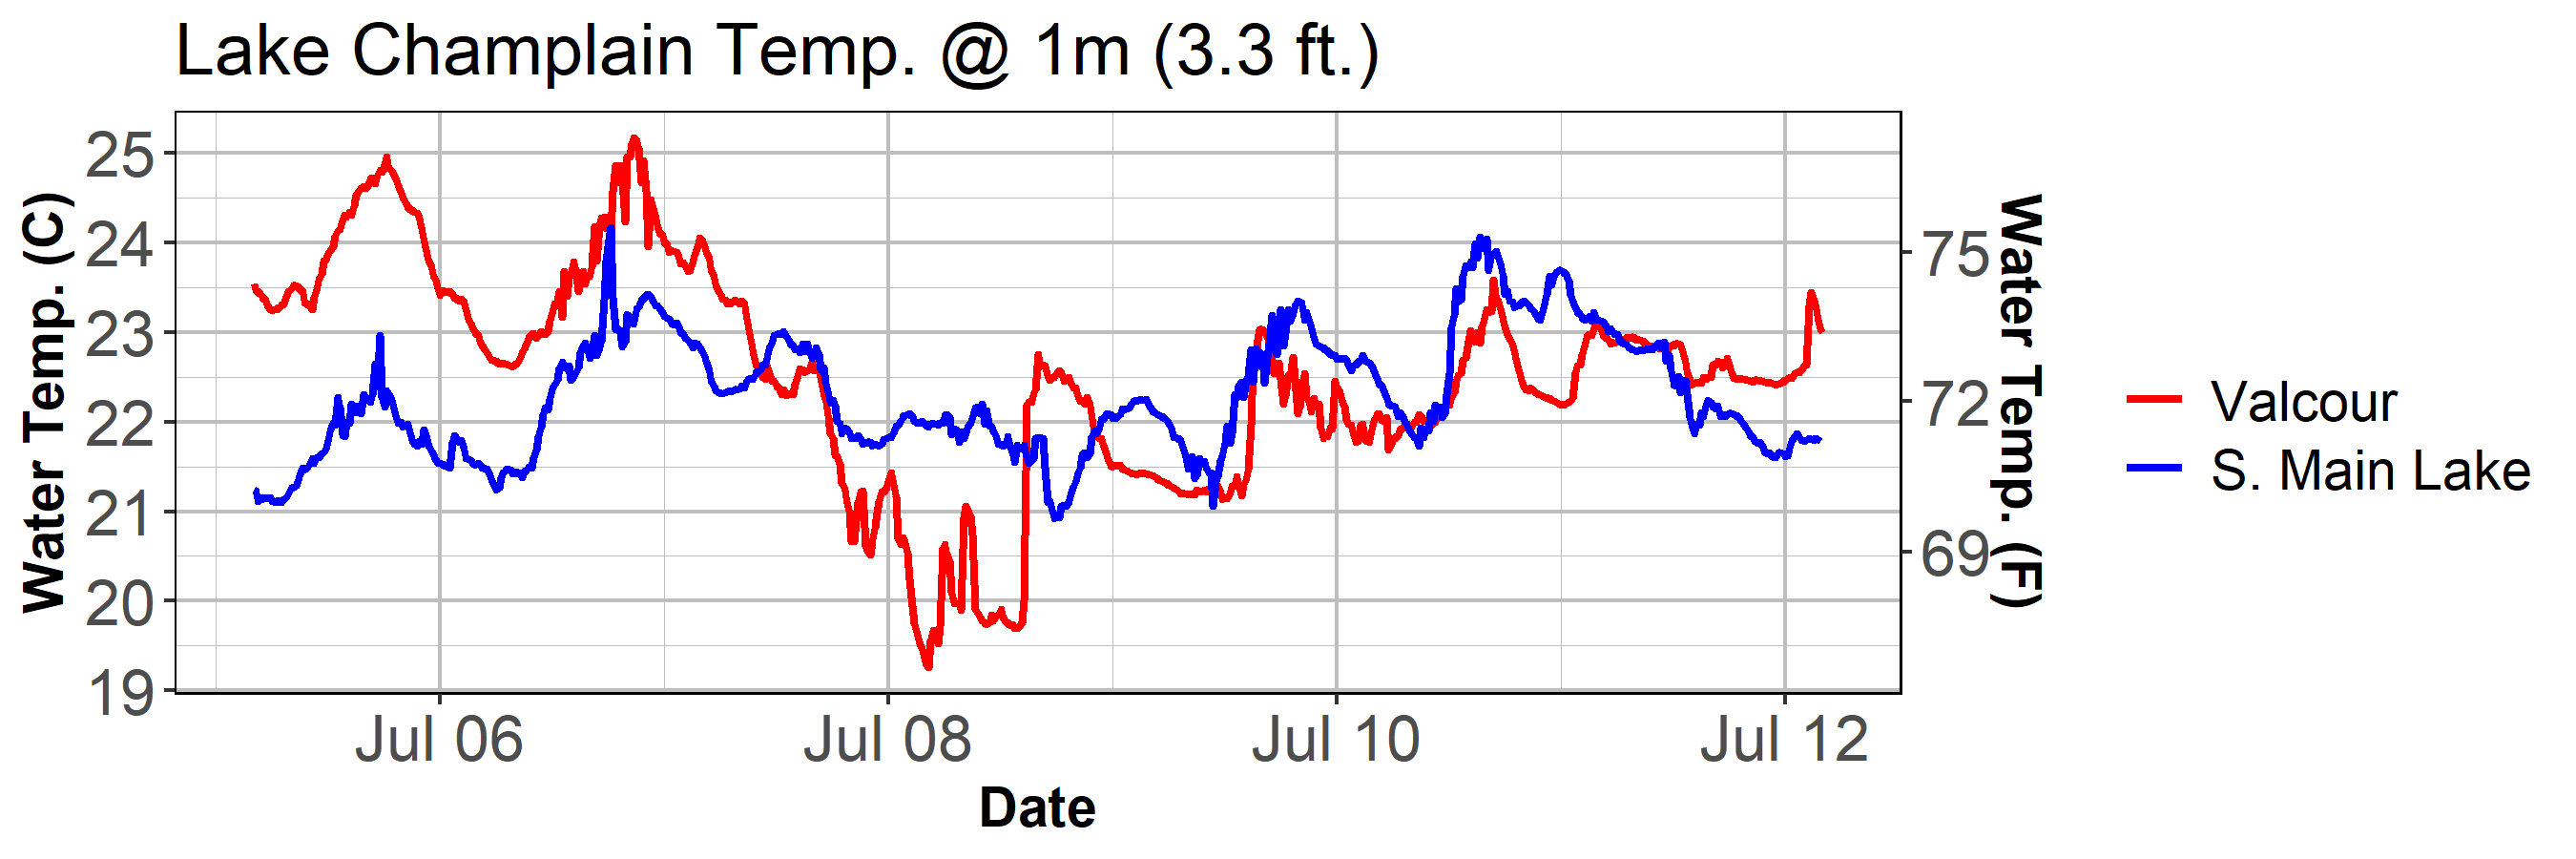 Lake Champlain Temp. @ 1m (3.3 ft.)
Water Temp. (C)
25
24
23
22
21
20
19
75
72
69
Water Temp. (F)
Jul 06
Jul 08
Jul 10
Jul 12
Date
Valcour
S. Main Lake